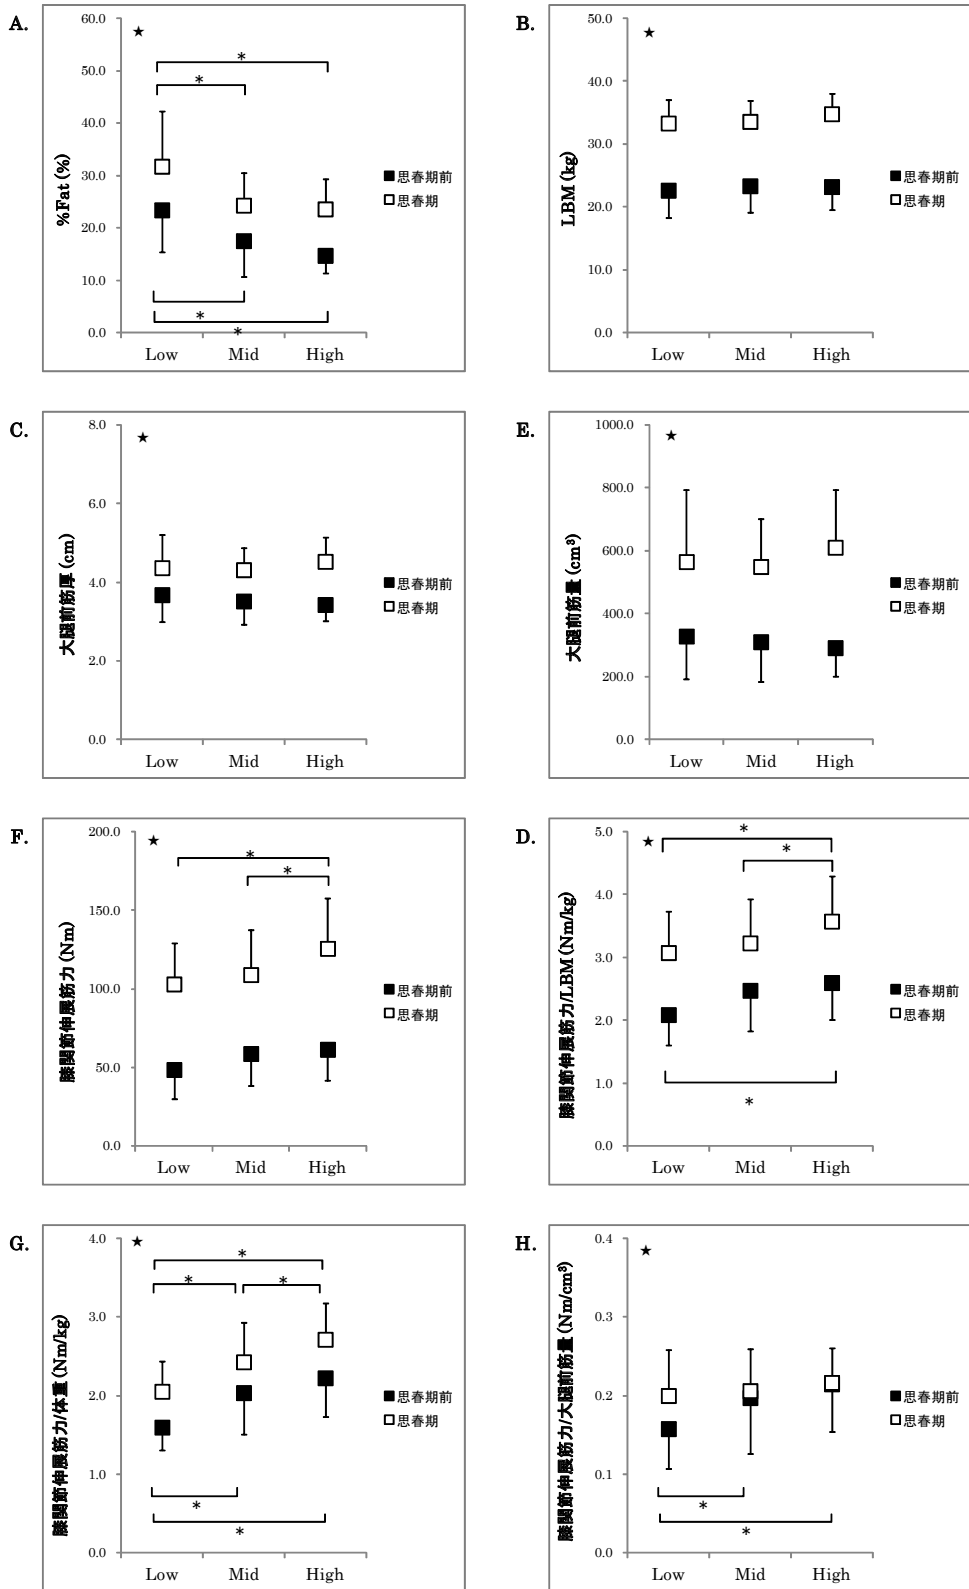 A.
★
%Fat (%)
60.0
50.0
40.0
30.0
20.0
10.0
0.0
*
*
*
*
Low Mid High
■思春期前
□思春期
B.
★
LBM (kg)
50.0
40.0
30.0
20.0
10.0
0.0
Low Mid High
■思春期前
□思春期
C.
★
大腿前筋厚 (cm)
8.0
6.0
4.0
2.0
0.0
Low Mid High
■思春期前
□思春期
E.
★
大腿前筋量 (cm³)
1000.0
800.0
600.0
400.0
200.0
0.0
Low Mid High
■思春期前
□思春期
F.
★
膝関節伸展筋力 (Nm)
200.0
150.0
100.0
50.0
0.0
*
*
Low Mid High
■思春期前
□思春期
D.
★
膝関節伸展筋力/LBM (Nm/kg)
5.0
4.0
3.0
2.0
1.0
0.0
*
*
*
Low Mid High
■思春期前
□思春期
G.
★
膝関節伸展筋力/体重 (Nm/kg)
4.0
3.0
2.0
1.0
0.0
*
*
*
*
*
Low Mid High
■思春期前
□思春期
H.
★
膝関節伸展筋力/大腿前筋量 (Nm/cm³)
0.4
0.3
0.2
0.1
0.0
*
*
Low Mid High
■思春期前
□思春期